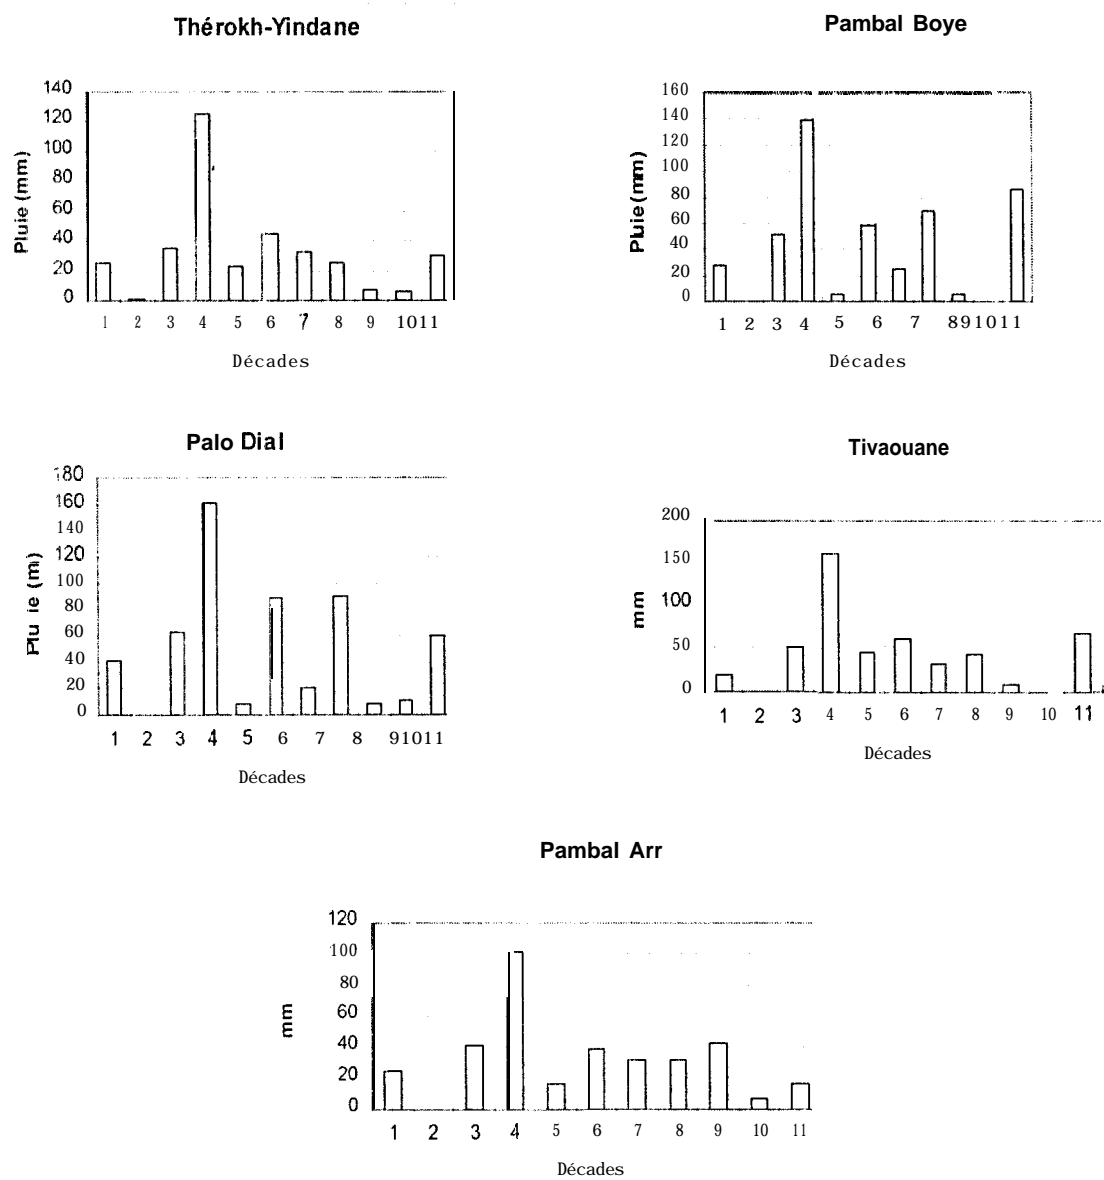 Thérokh-Yindane
Pluie (mm)
140
120
100
80
60
40
20
0
1 2 3 4 5 6 7 8 9 1011
Décades
Pambal Boye
Pluie (mm)
160
140
100
80
60
40
20
0
1 2 3 4 5 6 7 891011
Décades
Palo Dial
Plu ie (m)
180
160
140
120
100
80
60
40
20
0
1 2 3 4 5 6 7 8 91011
Décades
Tivaouane
mm
200
150
100
50
0
1 2 3 4 5 6 7 8 9 10 11
Décades
Pambal Arr
mm
120
100
80
60
40
20
0
1 2 3 4 5 6 7 8 9 10 11
Décades